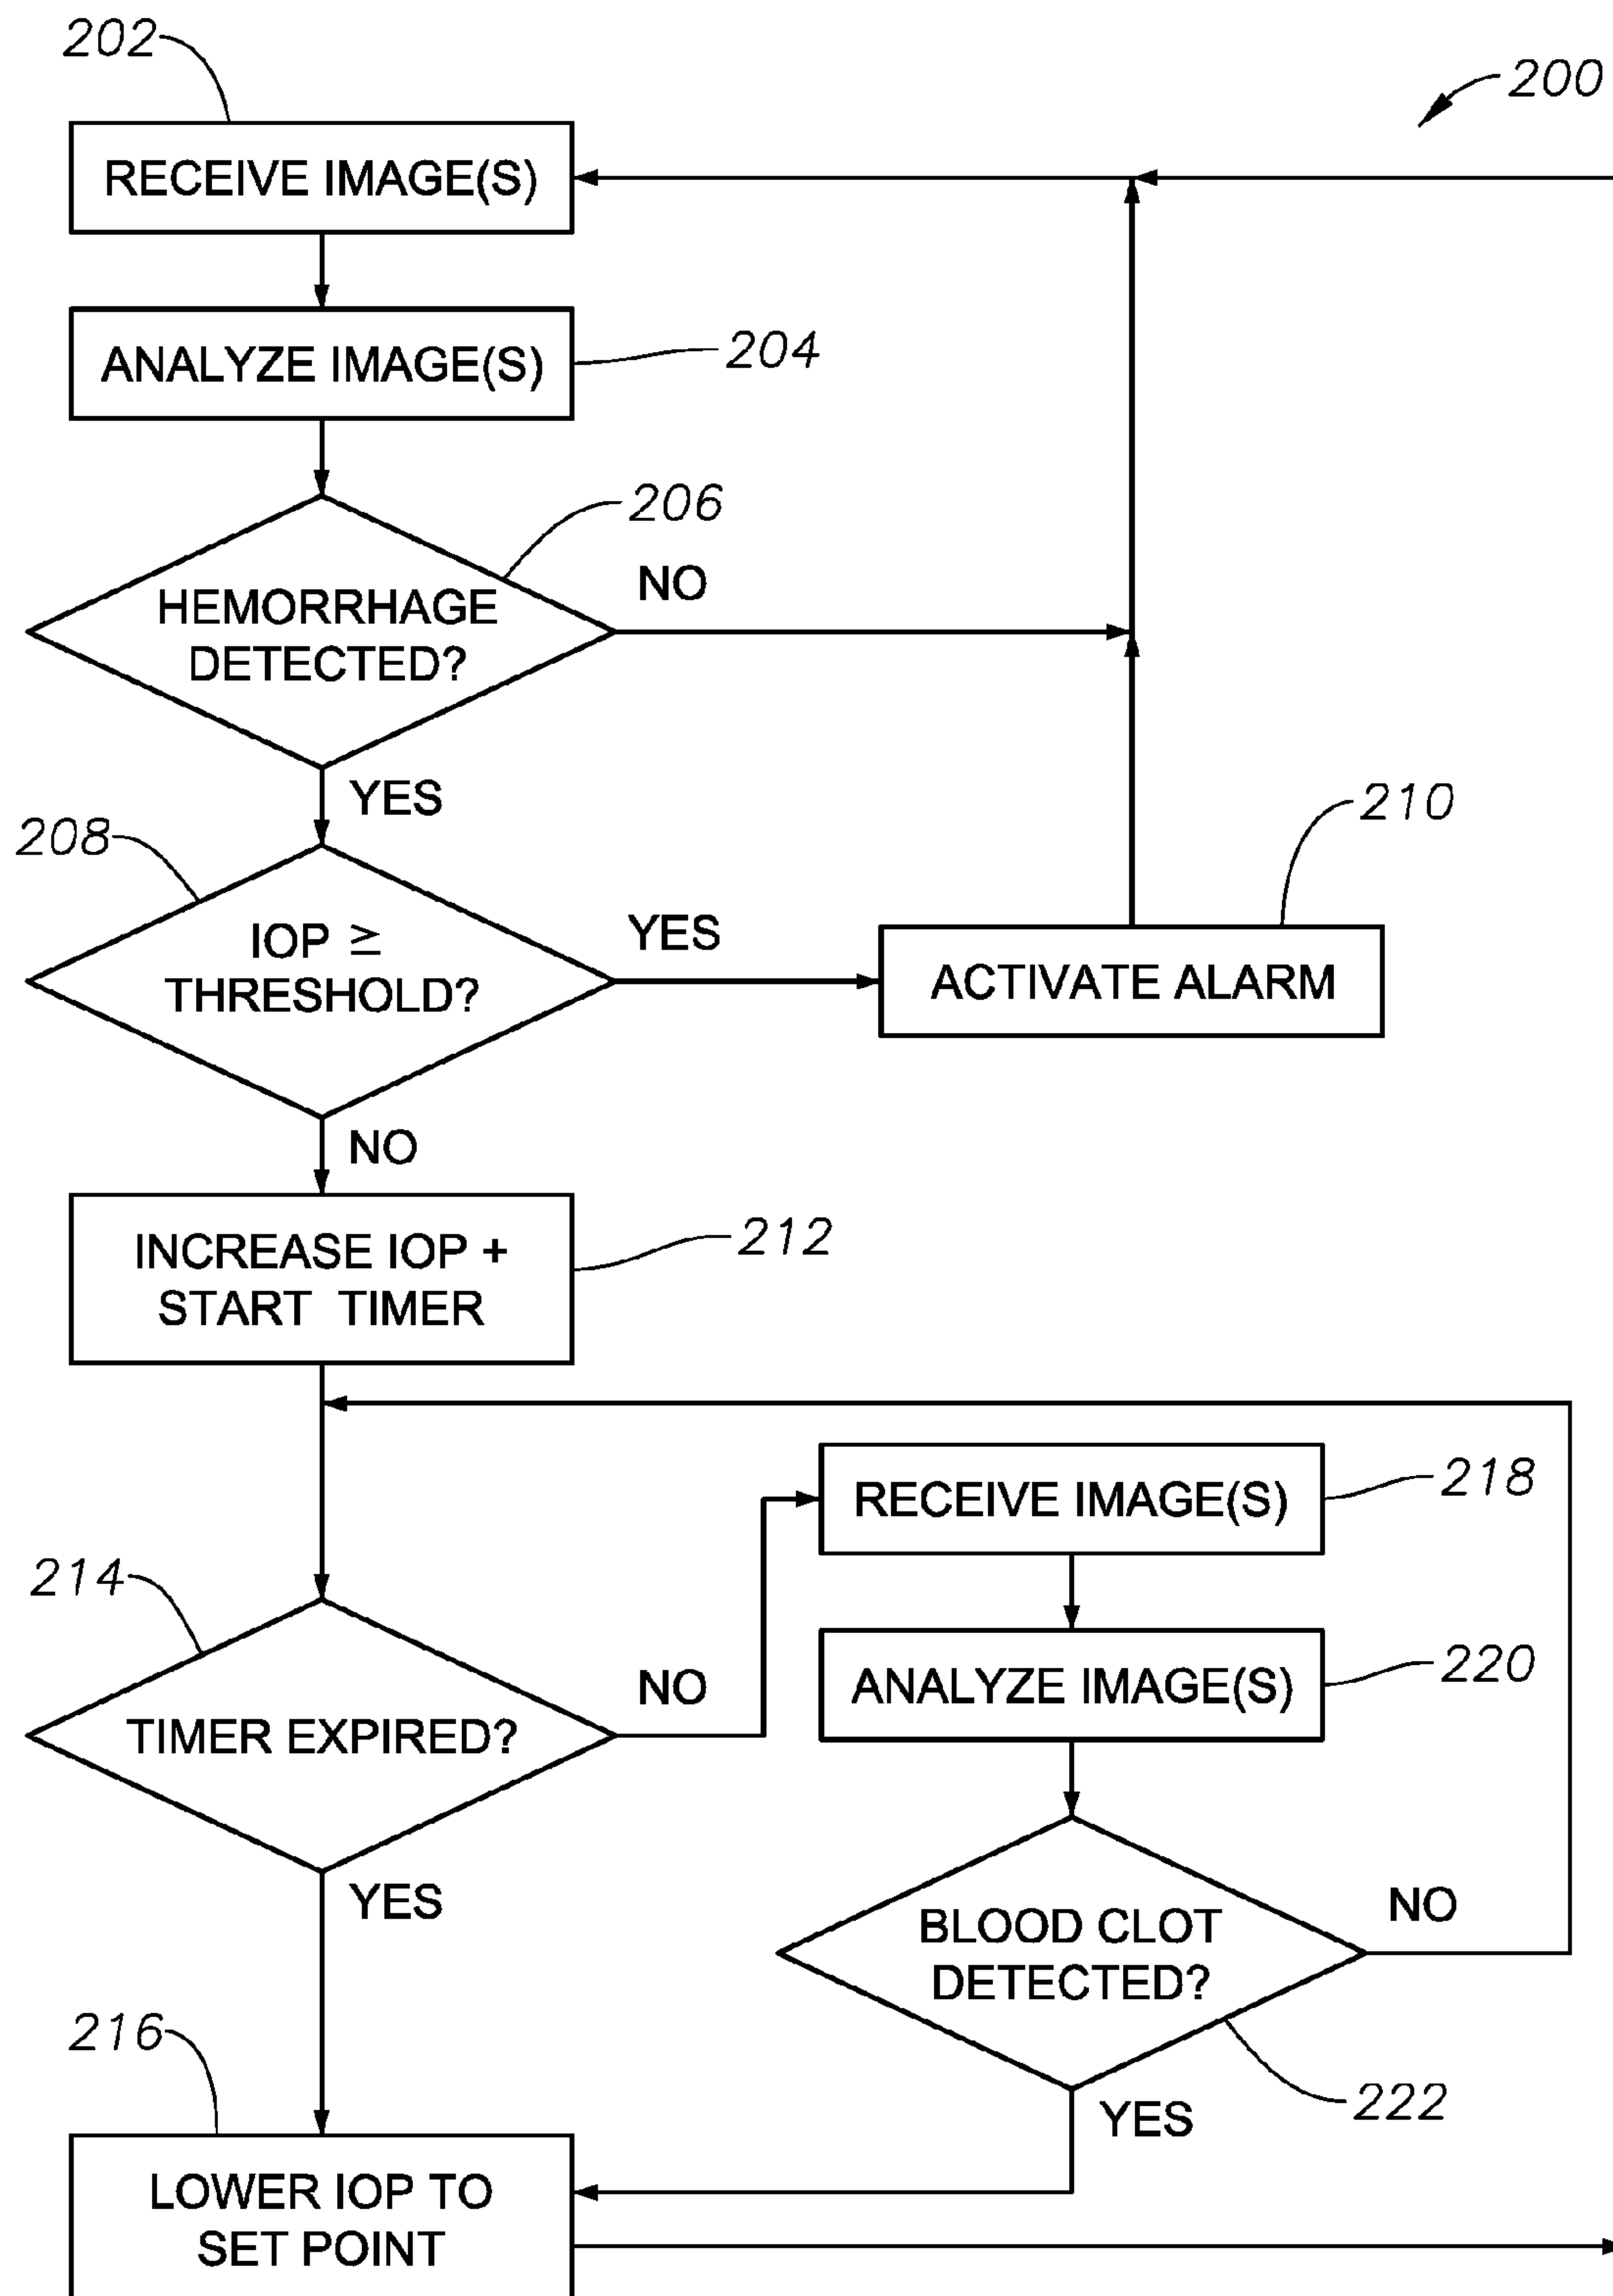 202
200
RECEIVE IMAGE(S)
ANALYZE IMAGE(S)
204
206
NO
HEMORRHAGE
DETECTED?
YES
208
210
IOP ≥
THRESHOLD?
YES
ACTIVATE ALARM
NO
INCREASE IOP +
START TIMER
212
RECEIVE IMAGE(S)
218
214
TIMER EXPIRED?
NO
ANALYZE IMAGE(S)
220
YES
BLOOD CLOT
DETECTED?
NO
216
222
YES
LOWER IOP TO
SET POINT